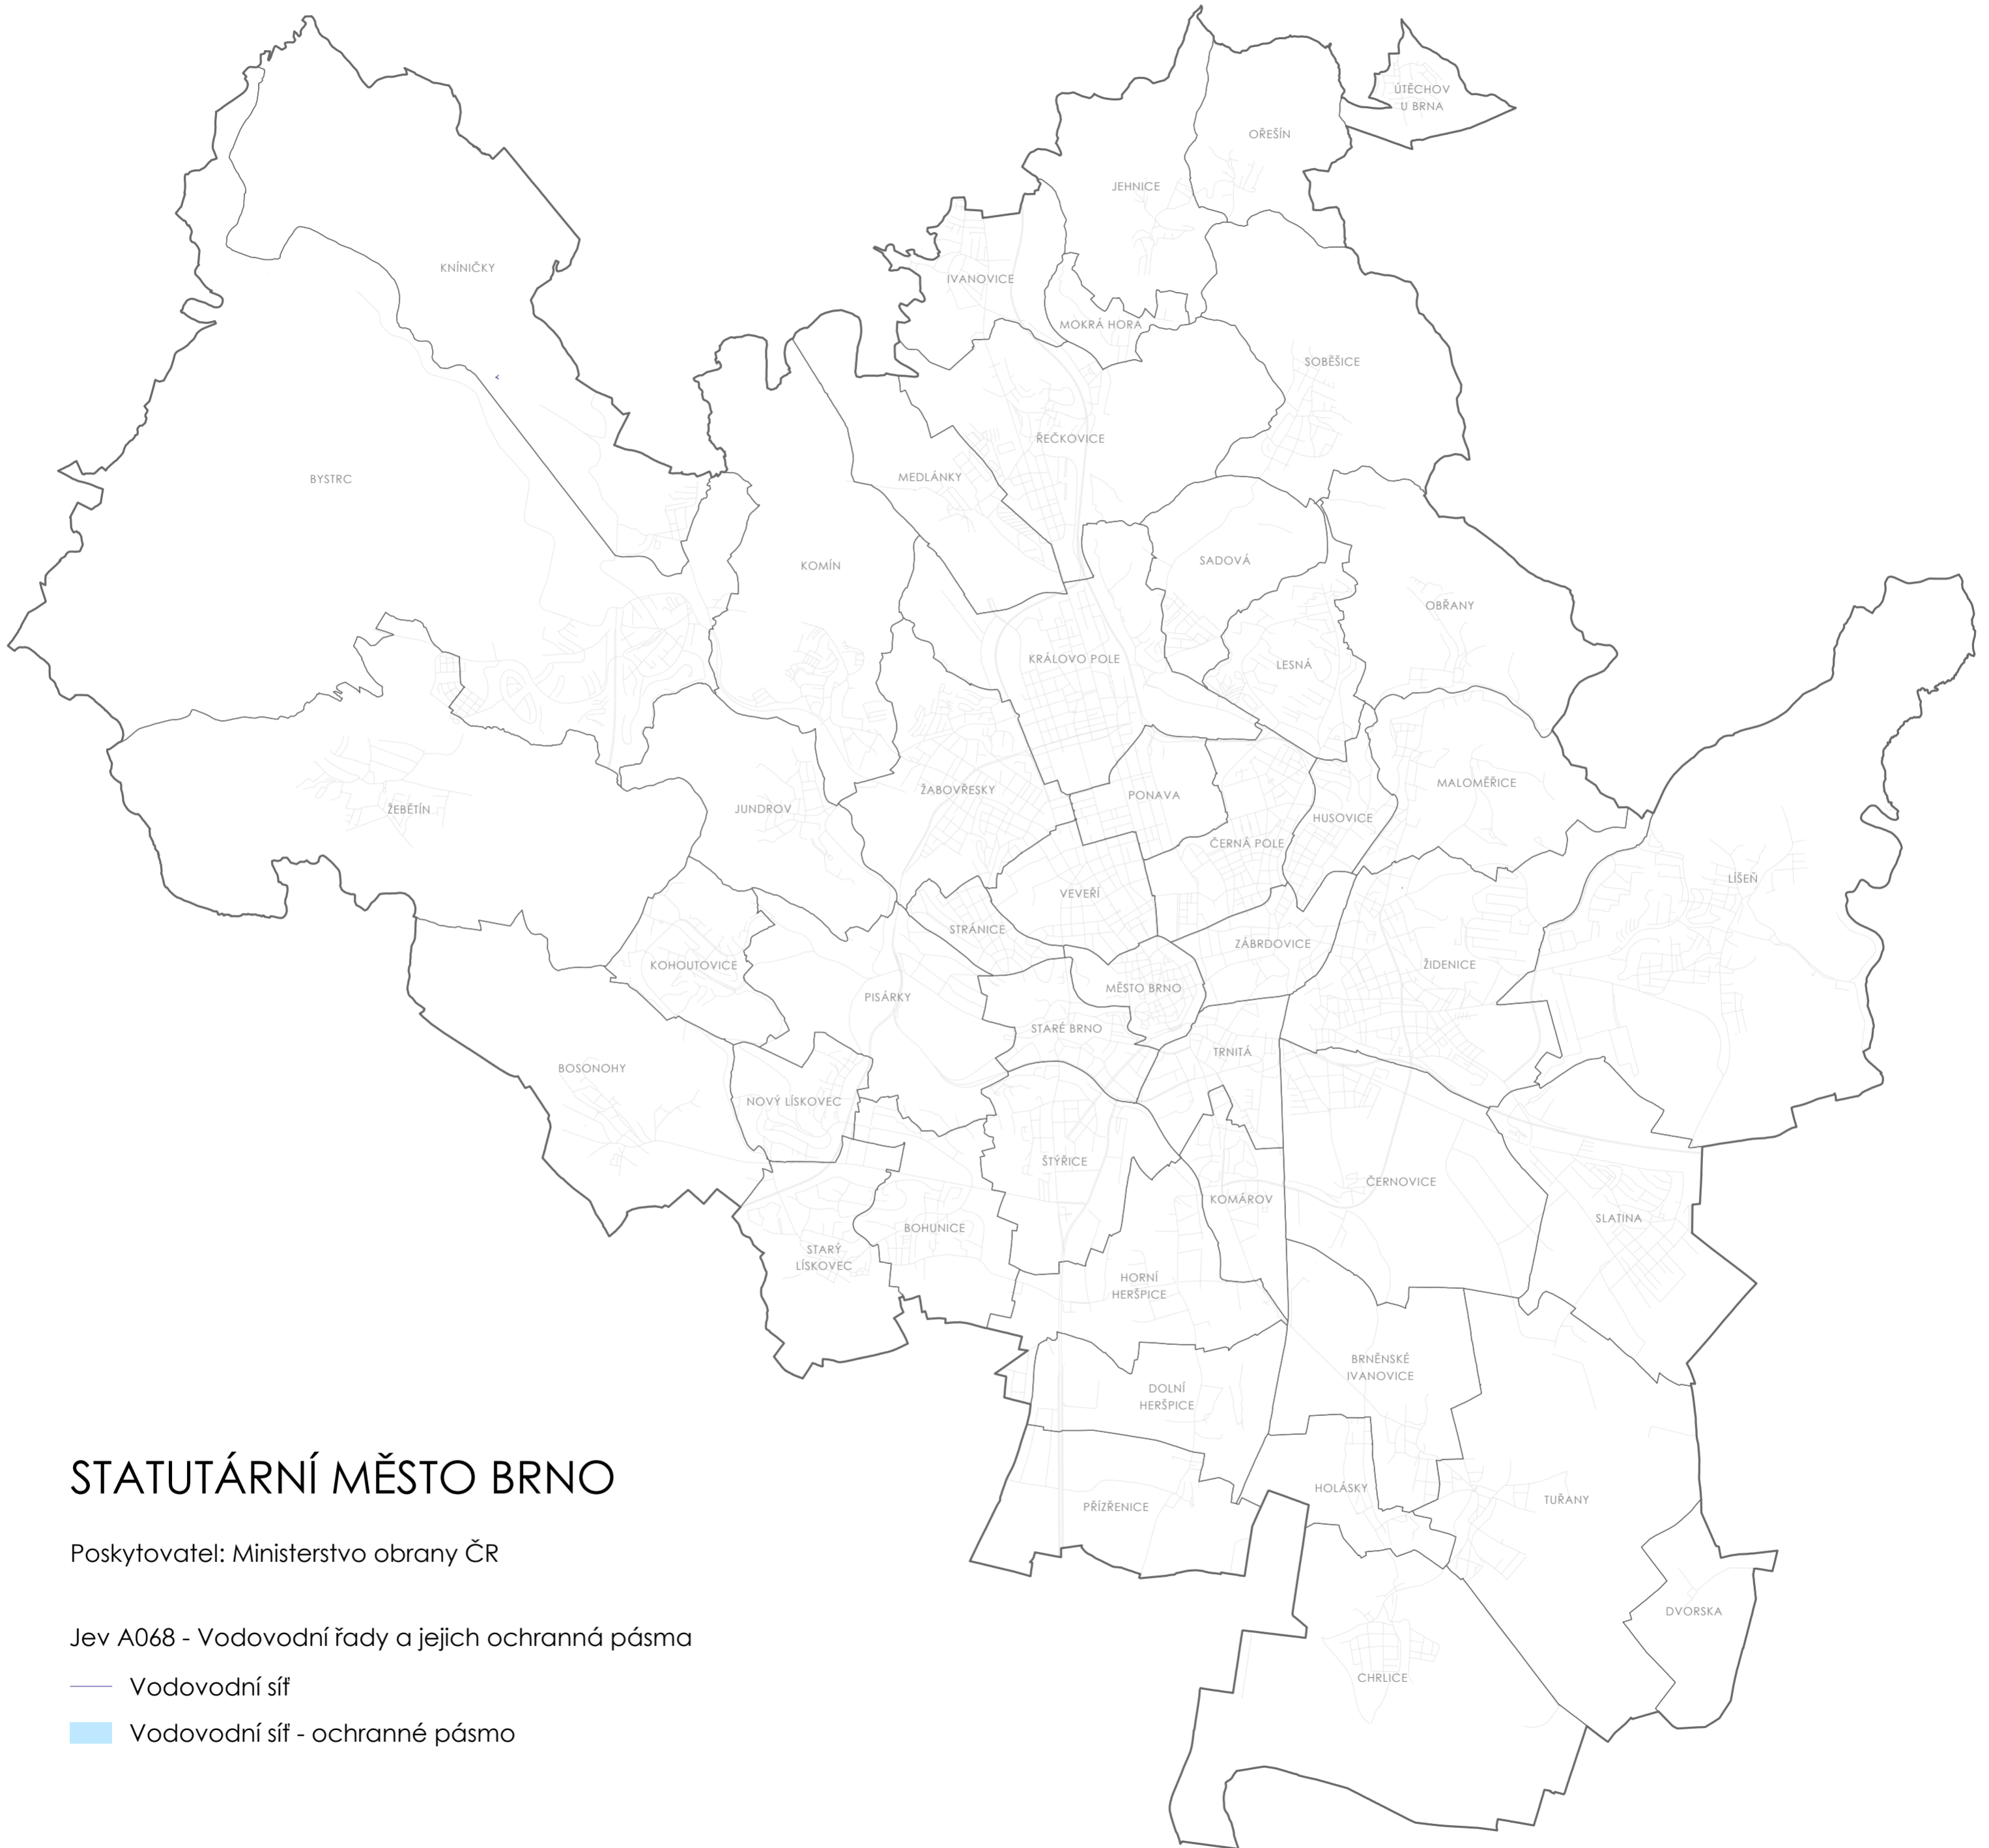 ÚTĚCHOV
U BRNA
OŘEŠÍN
JEHNICE
KNÍNIČKY
IVANOVICE
MOKRÁ HORA
SOBĚŠICE
ŘEČKOVICE
MEDLÁNKY
BYSTRC
KOMÍN
SADOVÁ
OBŘANY
KRÁLOVO POLE
LESNÁ
MALOMĚŘICE
ŽABOVŘESKY
PONAVA
ŽEBĚTÍN
JUNDROV
HUSOVICE
ČERNÁ POLE
LÍŠEŇ
VEVEŘÍ
STRÁNICE
ZÁBRDOVICE
KOHOUTOVICE
ŽIDENICE
MĚSTO BRNO
PISÁRKY
STARÉ BRNO
TRNITÁ
BOSONOHY
NOVÝ LÍSKOVEC
ŠTÝŘICE
ČERNOVICE
KOMÁROV
SLATINA
BOHUNICE
STARÝ
LÍSKOVEC
HORNÍ
HERŠPICE
BRNĚNSKÉ
IVANOVICE
DOLNÍ
HERŠPICE
HOLÁSKY
TUŘANY
PŘÍZŘENICE
DVORSKA
CHRLICE
STATUTÁRNÍ MĚSTO BRNO
Poskytovatel: Ministerstvo obrany ČR
Jev A068 - Vodovodní řady a jejich ochranná pásma
Vodovodní síť
Vodovodní síť - ochranné pásmo